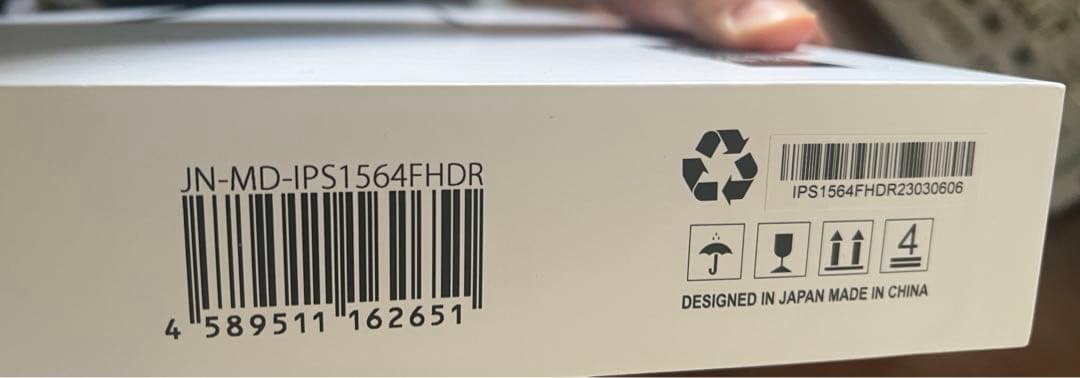 JN-MD-IPS1564FHDR
4 589511 162651
IPS1564FHDR23030606
4
DESIGNED IN JAPAN MADE IN CHINA